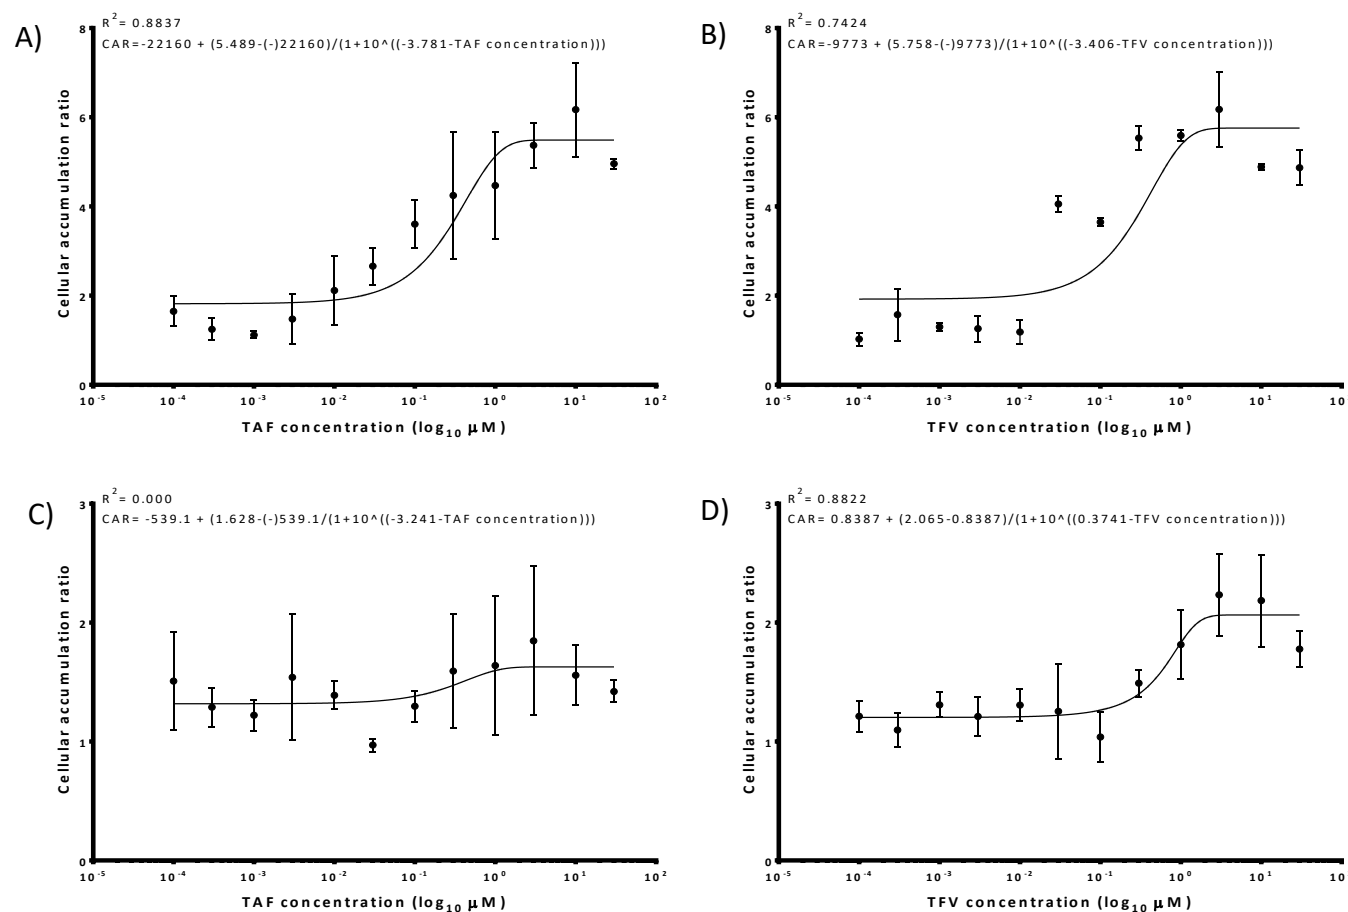 A)
R2= 0.8837
CAR=-22160 + (5.489-(-)22160)/(1+10^((-3.781-TAF concentration)))
8
6
4
2
0
Cellular accumulation ratio
10-5 10-4 10-3 10-2 10-1 100 101 102
TAF concentration (log10 µM)
B)
R2= 0.7424
CAR=-9773 + (5.758-(-)9773)/(1+10^((-3.406-TFV concentration)))
8
6
4
2
0
Cellular accumulation ratio
10-5 10-4 10-3 10-2 10-1 100 101 10
TFV concentration (log10 µM)
C)
R2= 0.000
CAR= -539.1 + (1.628-(-)539.1/(1+10^((-3.241-TAF concentration)))
3
2
1
0
Cellular accumulation ratio
10-5 10-4 10-3 10-2 10-1 100 101 102
TAF concentration (log10 µM)
D)
R2= 0.8822
CAR= 0.8387 + (2.065-0.8387)/(1+10^((0.3741-TFV concentration)))
3
2
1
0
Cellular accumulation ratio
10-5 10-4 10-3 10-2 10-1 100 101 10
TFV concentration (log10 µM)